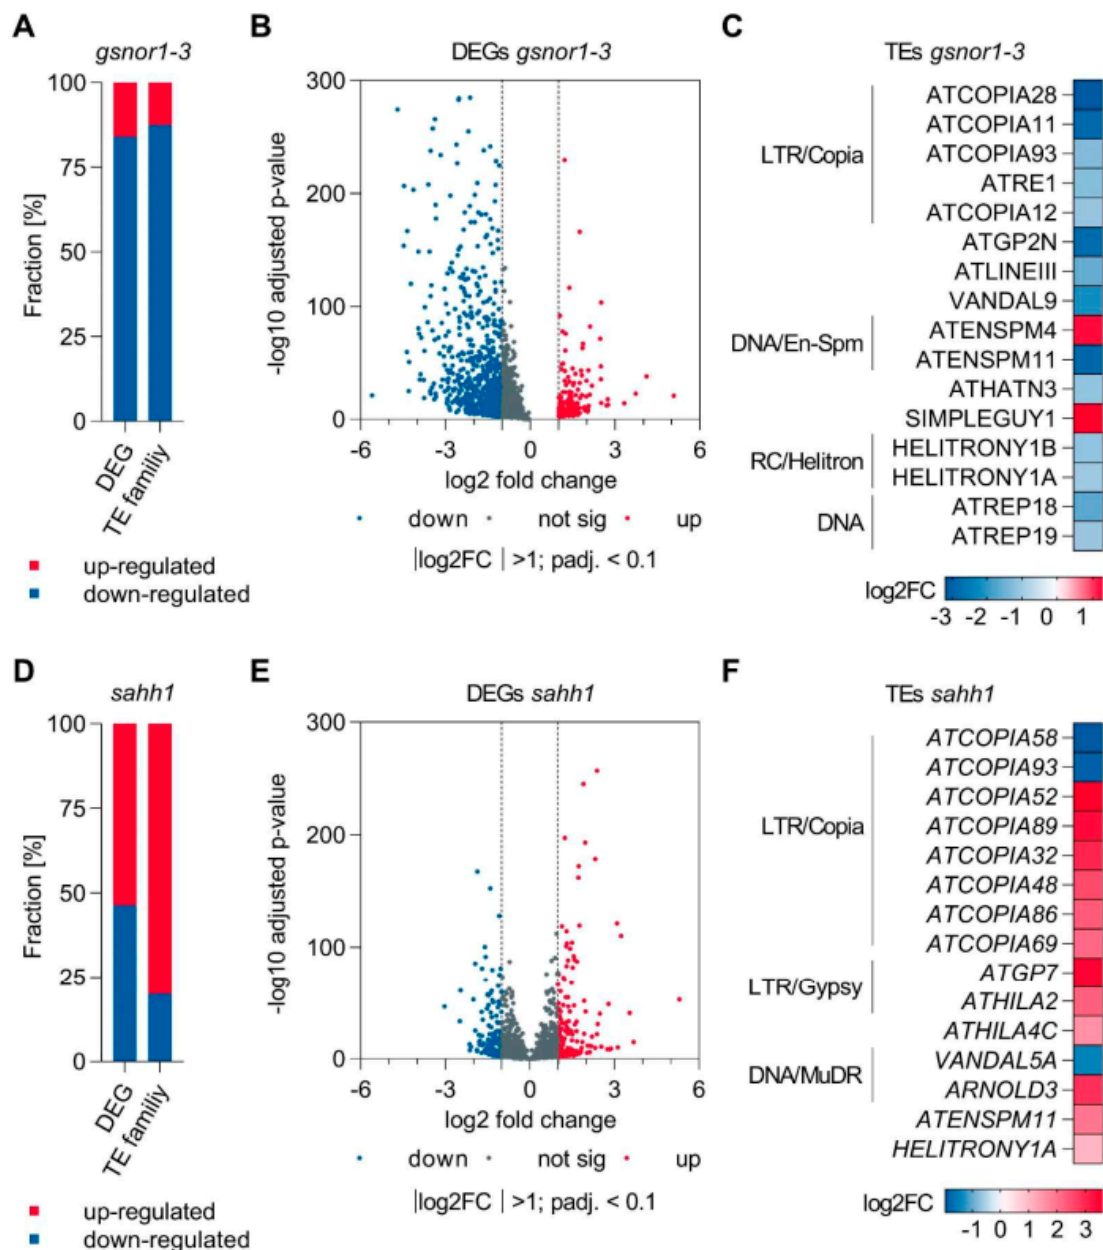 A
gsnor1-3
100
75
50
25
0
Fraction [%]
DEG
TE familiy
up-regulated
down-regulated
B
DEGs gsnor1-3
300
200
100
0
-log10 adjusted p-value
-6 -3 0 3 6
log2 fold change
down not sig up
|log2FC | >1; padj. < 0.1
C
TEs gsnor1-3
LTR/Copia
DNA/En-Spm
RC/Helitron
DNA
ATCOPIA28
ATCOPIA11
ATCOPIA93
ATRE1
ATCOPIA12
ATGP2N
ATLINEIII
VANDAL9
ATENSPM4
ATENSPM11
ATHATN3
SIMPLEGUY1
HELITRONY1B
HELITRONY1A
ATREP18
ATREP19
log2FC
-3 -2 -1 0 1
D
sahh1
100
75
50
25
0
Fraction [%]
DEG
TE familiy
up-regulated
down-regulated
E
DEGs sahh1
300
200
100
0
-log10 adjusted p-value
-6 -3 0 3 6
log2 fold change
down not sig up
|log2FC | >1; padj. < 0.1
F
TEs sahh1
LTR/Copia
LTR/Gypsy
DNA/MuDR
ATCOPIA58
ATCOPIA93
ATCOPIA52
ATCOPIA89
ATCOPIA32
ATCOPIA48
ATCOPIA86
ATCOPIA69
ATGP7
ATHILA2
ATHILA4C
VANDAL5A
ARNOLD3
ATENSPM11
HELITRONY1A
log2FC
-1 0 1 2 3